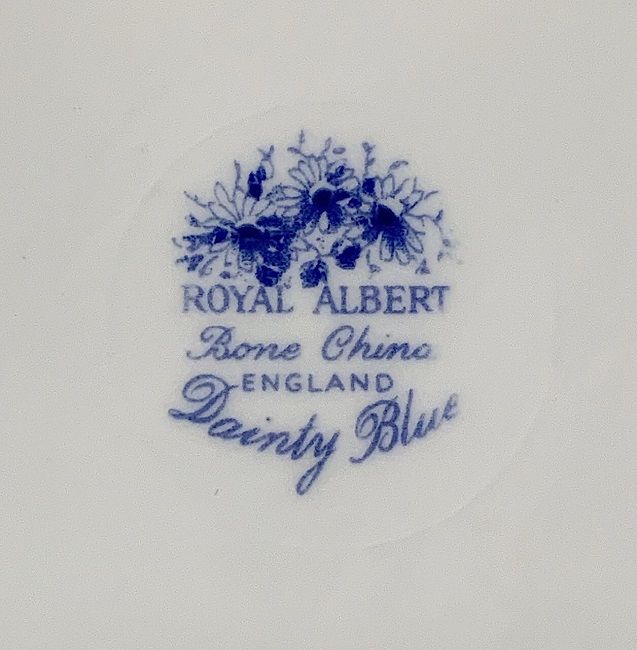 ROYAL ALBERT
Bone China
ENGLAND
Dainty Blue